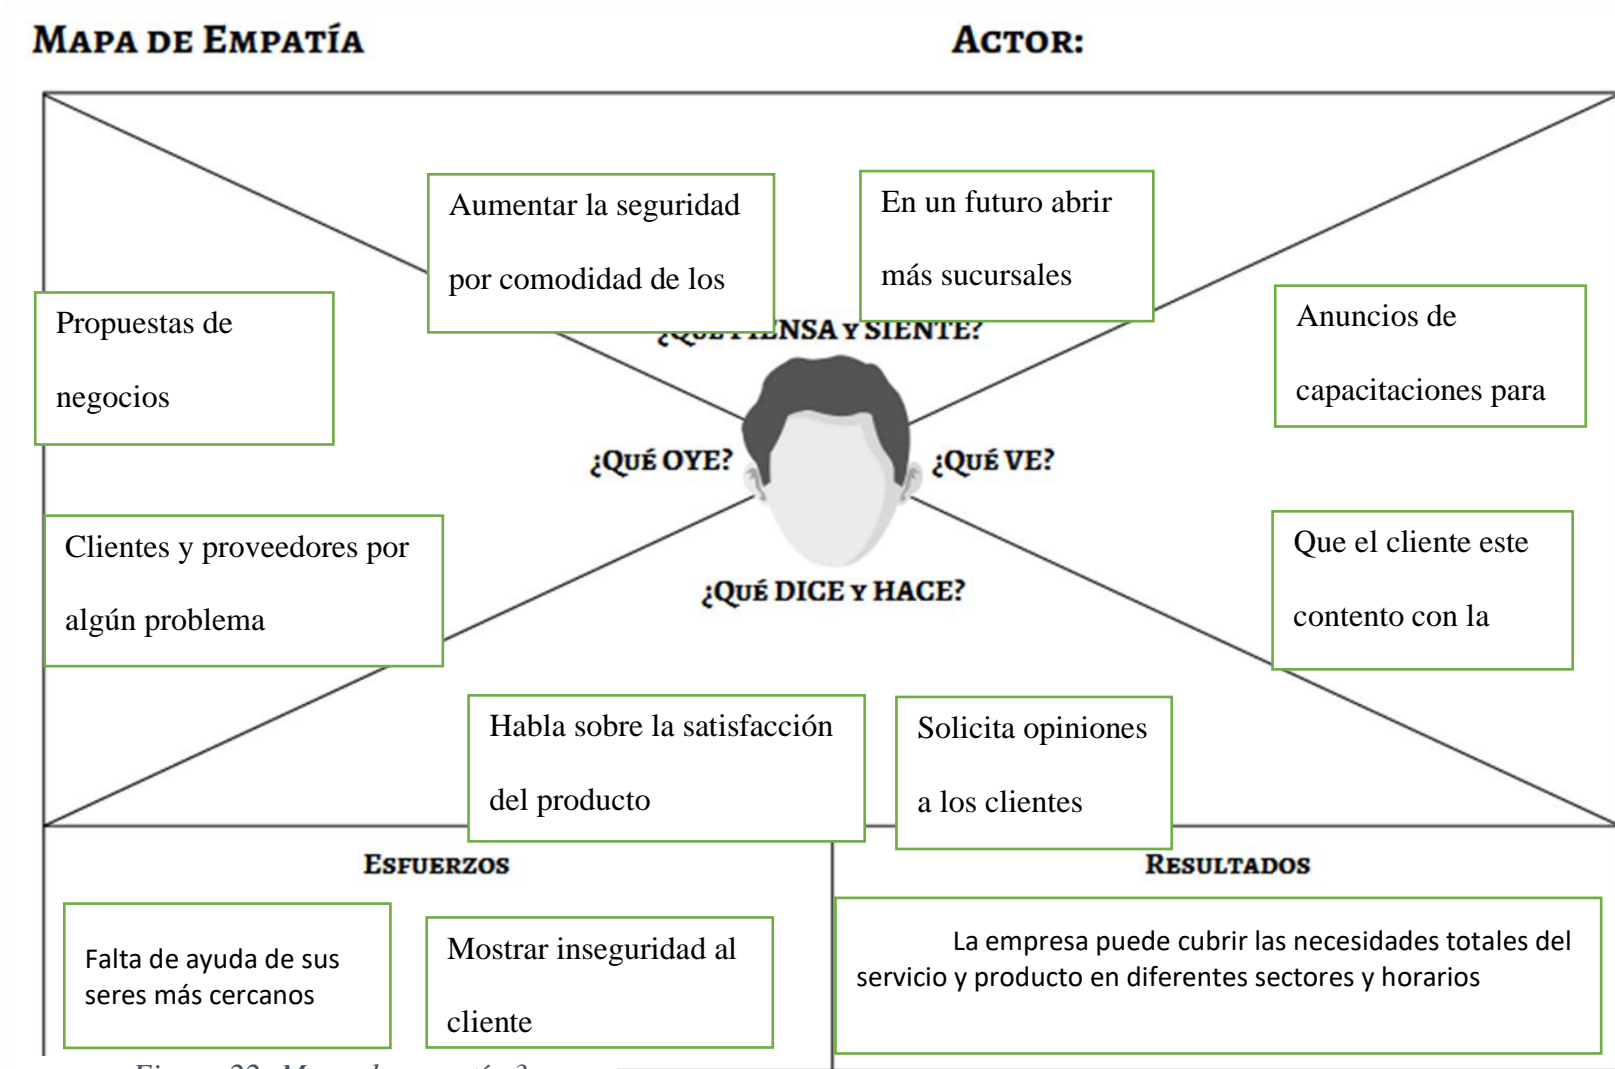 MAPA DE EMPATÍA
ACTOR:
Aumentar la seguridad
por comodidad de los
En un futuro abrir
más sucursales
Propuestas de
negocios
Anuncios de
capacitaciones para
¿QUÉ PIENSA Y SIENTE?
¿QUÉ OYE?
¿QUÉ VE?
Clientes y proveedores por
algún problema
Que el cliente este
contento con la
¿QUÉ DICE Y HACE?
Habla sobre la satisfacción
del producto
Solicita opiniones
a los clientes
ESFUERZOS
RESULTADOS
Falta de ayuda de sus
seres más cercanos
Mostrar inseguridad al
cliente
La empresa puede cubrir las necesidades totales del
servicio y producto en diferentes sectores y horarios